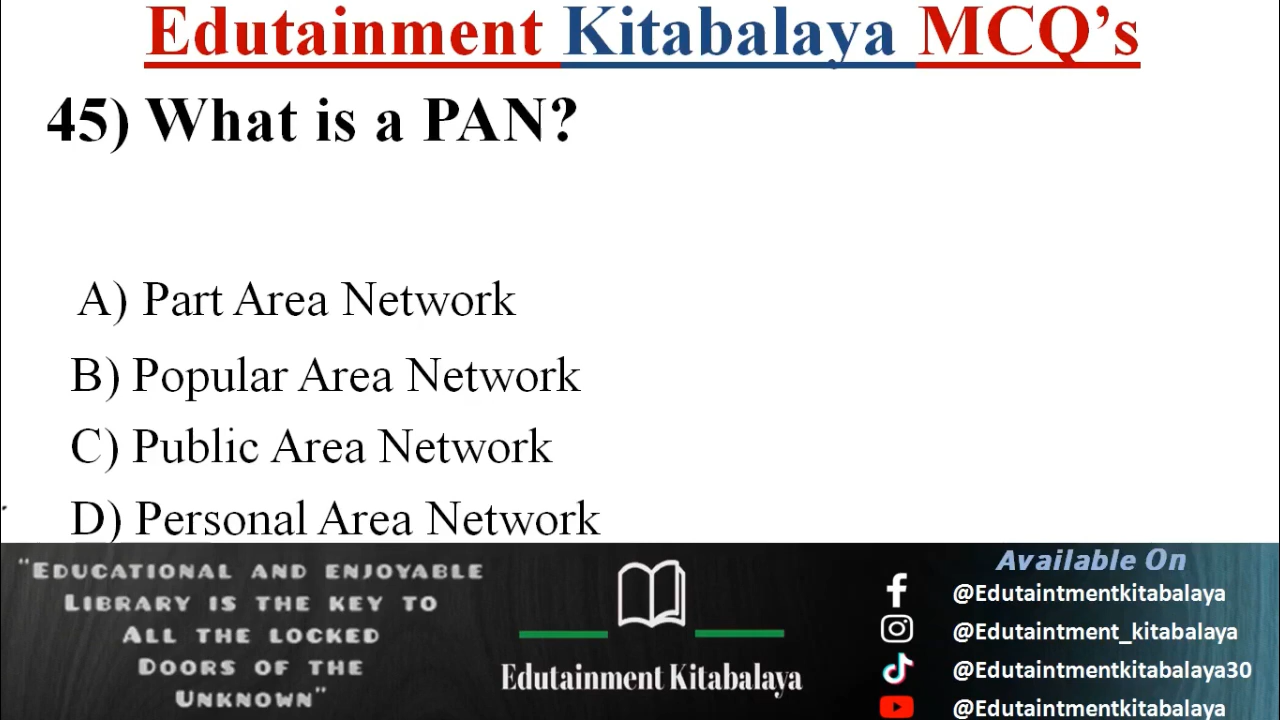 Edutainment Kitabalaya MCQ’s
45) What is a PAN?
A) Part Area Network
B) Popular Area Network
C) Public Area Network
D) Personal Area Network
"Educational and enjoyable
Library is the key to
All the locked
Doors of the
Unknown"
Edutainment Kitabalaya
Available On
@Edutaintmentkitabalaya
@Edutaintment_kitabalaya
@Edutaintmentkitabalaya30
@Edutaintmentkitabalaya